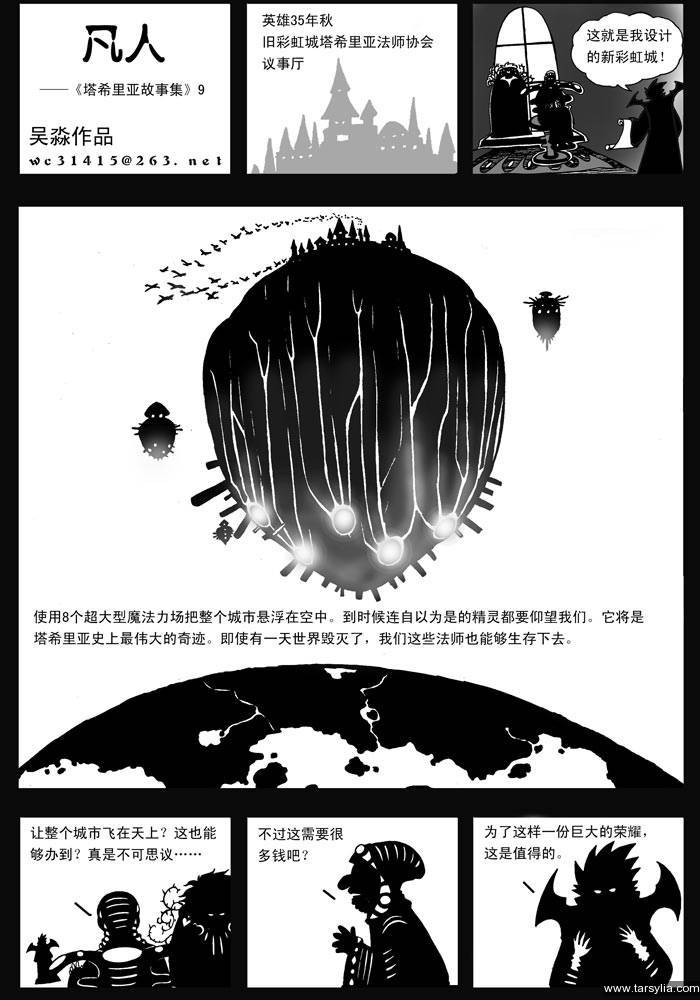 凡人
——《塔希里亚故事集》9
吴淼作品
wc31415@263.net
英雄35年秋
旧彩虹城塔希里亚法师协会
议事厅
这就是我设计
的新彩虹城！
使用8个超大型魔法力场把整个城市悬浮在空中。到时候连自以为是的精灵都要仰望我们。它将是
塔希里亚史上最伟大的奇迹。即使有一天世界毁灭了，我们这些法师也能够生存下去。
让整个城市飞在天上？这也能
够办到？真是不可思议……
不过这需要很
多钱吧？
为了这样一份巨大的荣耀，
这是值得的。
www.tarsylia.com